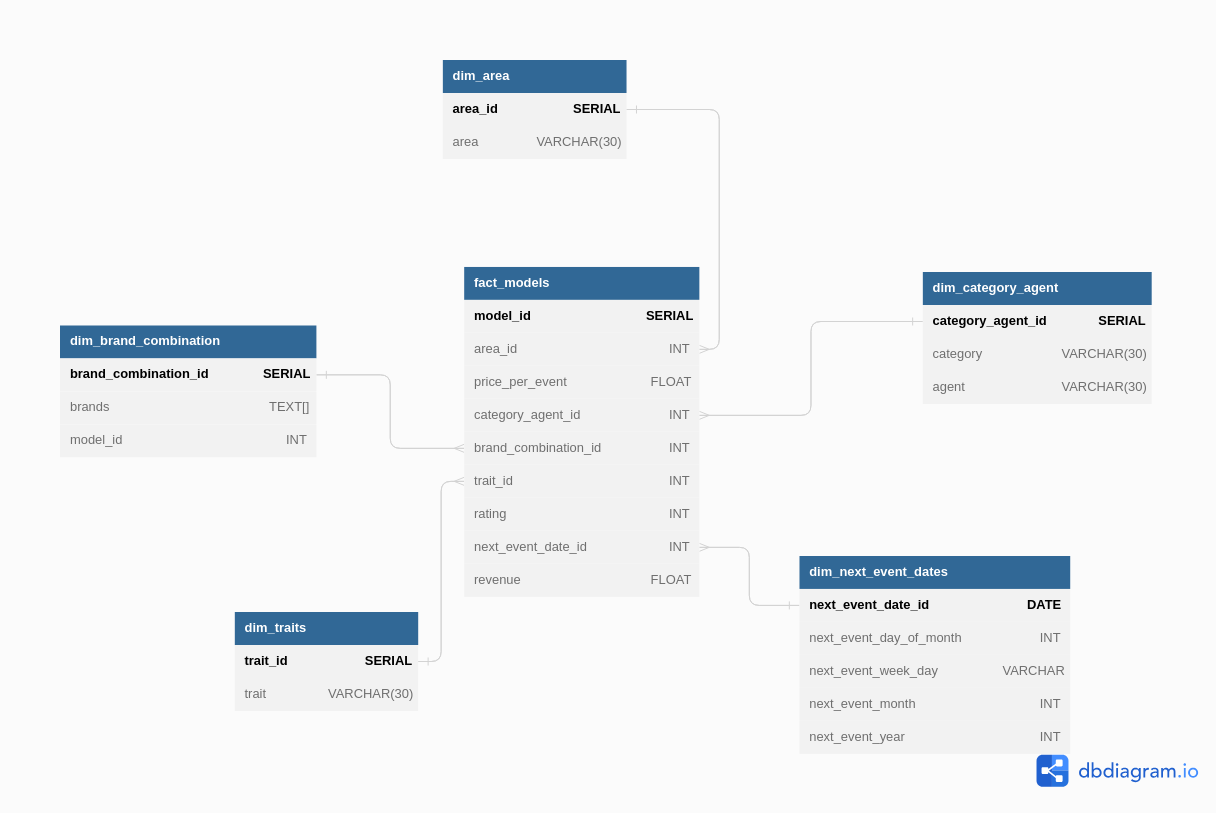 dim_area
area_id SERIAL
area VARCHAR(30)
fact_models
model_id SERIAL
area_id INT
price_per_event FLOAT
category_agent_id INT
brand_combination_id INT
trait_id INT
rating INT
next_event_date_id INT
revenue FLOAT
dim_category_agent
category_agent_id SERIAL
category VARCHAR(30)
agent VARCHAR(30)
dim_brand_combination
brand_combination_id SERIAL
brands TEXT[]
model_id INT
dim_next_event_dates
next_event_date_id DATE
next_event_day_of_month INT
next_event_week_day VARCHAR
next_event_month INT
next_event_year INT
dim_traits
trait_id SERIAL
trait VARCHAR(30)
dbdiagram.io